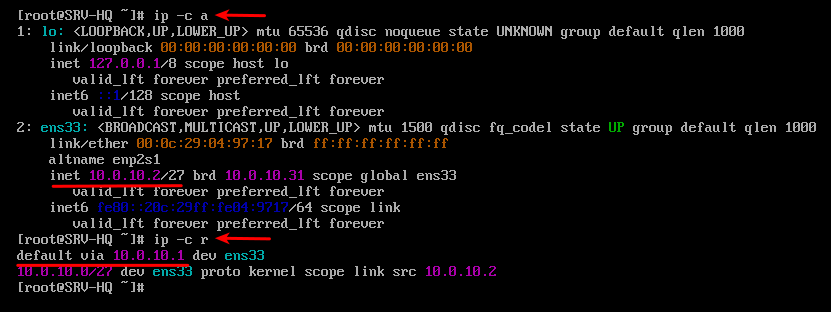 [root@SRV-HQ ~]# ip -c a
1: lo: <LOOPBACK,UP,LOWER_UP> mtu 65536 qdisc noqueue state UNKNOWN group default qlen 1000
link/loopback 00:00:00:00:00:00 brd 00:00:00:00:00:00
inet 127.0.0.1/8 scope host lo
valid_lft forever preferred_lft forever
inet6 ::1/128 scope host
valid_lft forever preferred_lft forever
2: ens33: <BROADCAST,MULTICAST,UP,LOWER_UP> mtu 1500 qdisc fq_codel state UP group default qlen 1000
link/ether 00:0c:29:04:97:17 brd ff:ff:ff:ff:ff:ff
altname enp2s1
inet 10.0.10.2/27 brd 10.0.10.31 scope global ens33
valid_lft forever preferred_lft forever
inet6 fe80::20c:29ff:fe04:9717/64 scope link
valid_lft forever preferred_lft forever
[root@SRV-HQ ~]# ip -c r
default via 10.0.10.1 dev ens33
10.0.10.0/27 dev ens33 proto kernel scope link src 10.0.10.2
[root@SRV-HQ ~]#